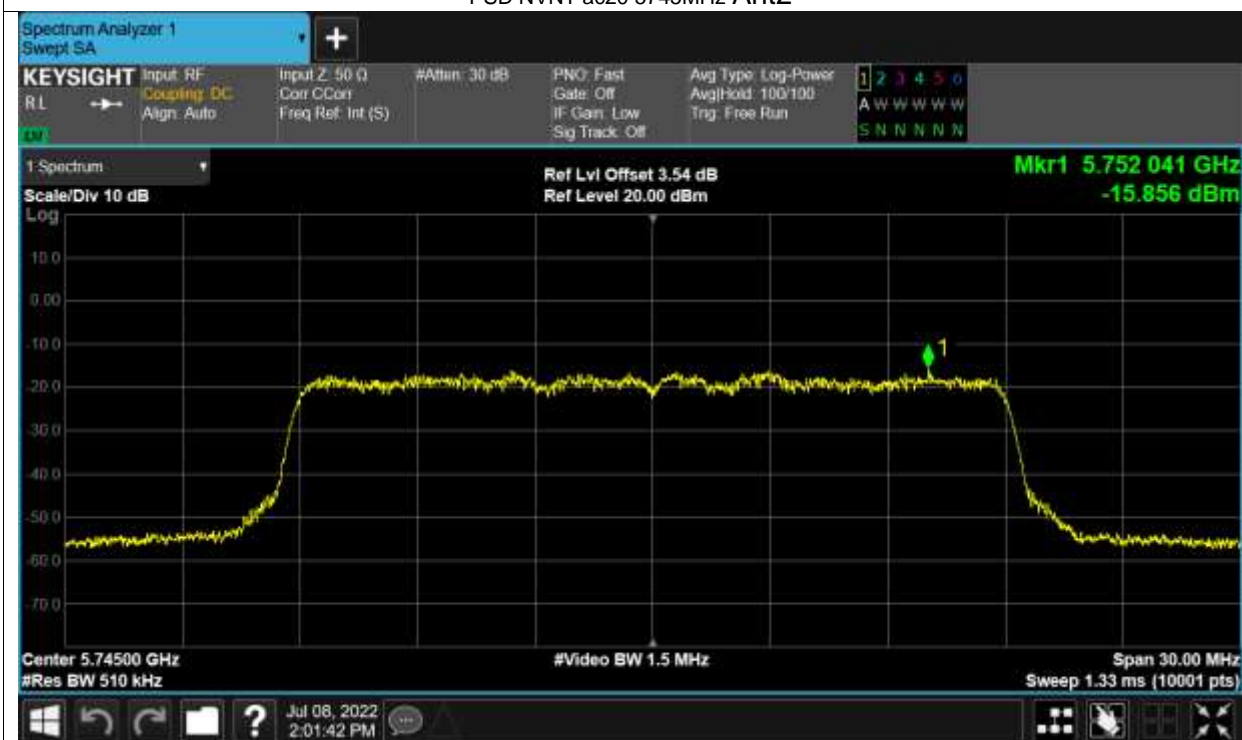 Spectrum Analyzer 1
Swept SA
+
KEYSIGHT
RL
Input: RF
Coupling: DC
Align: Auto
Input Z: 50 Ω
Corr CCorr
Freq Ref: Int (S)
#Atten: 30 dB
PNO: Fast
Gate: Off
IF Gain: Low
Sig Track: Off
Avg Type: Log-Power
Avg|Hold: 100/100
Trig: Free Run
1 2 3 4 5 6
A W W W W W
S N N N N N
1 Spectrum
Scale/Div 10 dB
Log
Ref Lvl Offset 3.54 dB
Ref Level 20.00 dBm
Mkr1 5.752 041 GHz
-15.856 dBm
10.0
0.00
-10.0
-20.0
-30.0
-40.0
-50.0
-60.0
-70.0
1
Center 5.74500 GHz
#Res BW 510 kHz
#Video BW 1.5 MHz
Span 30.00 MHz
Sweep 1.33 ms (10001 pts)
?
Jul 08, 2022
2:01:42 PM